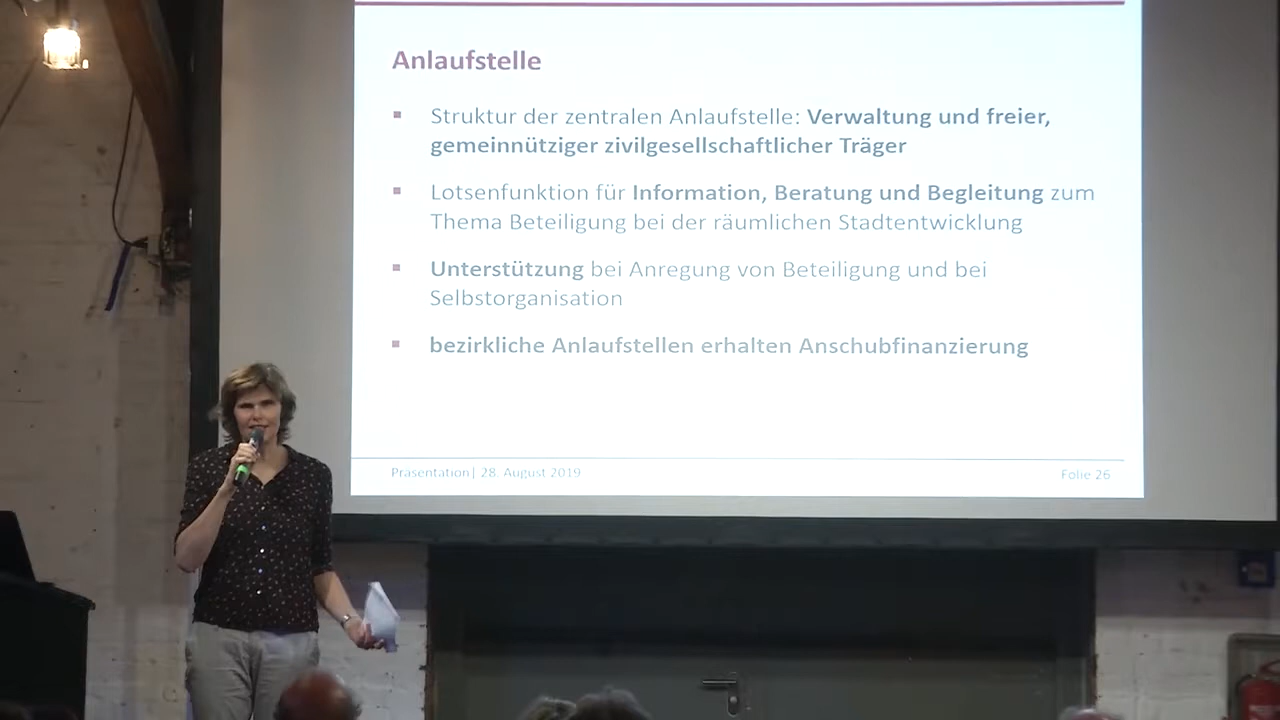 Anlaufstelle
▪ Struktur der zentralen Anlaufstelle: Verwaltung und freier,
gemeinnütziger zivilgesellschaftlicher Träger
▪ Lotsenfunktion für Information, Beratung und Begleitung zum
Thema Beteiligung bei der räumlichen Stadtentwicklung
▪ Unterstützung bei Anregung von Beteiligung und bei
Selbstorganisation
▪ bezirkliche Anlaufstellen erhalten Anschubfinanzierung
Präsentation| 28. August 2019
Folie 26